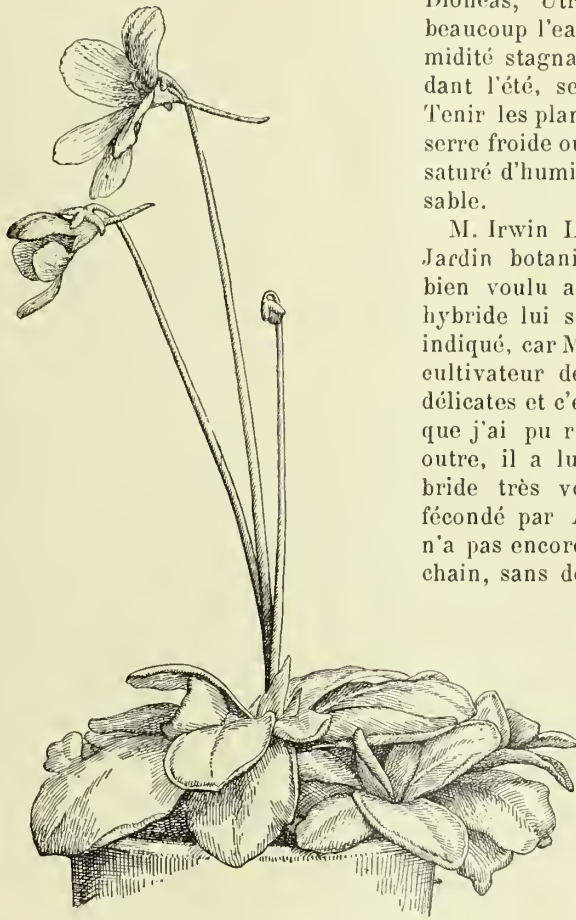 Dionéas, Utr
beaucoup l'ea
midité stagna
dant l'été, se
Tenir les plan
serre froide ou
saturé d'humi
sable.
M. Irwin L
Jardin botani
bien voulu a
hybride lui s
indiqué, car M
cultivateur de
délicates et c'e
que j'ai pu r
outre, il a lu
bride très ve
fécondé par
n'a pas encore
chain, sans do